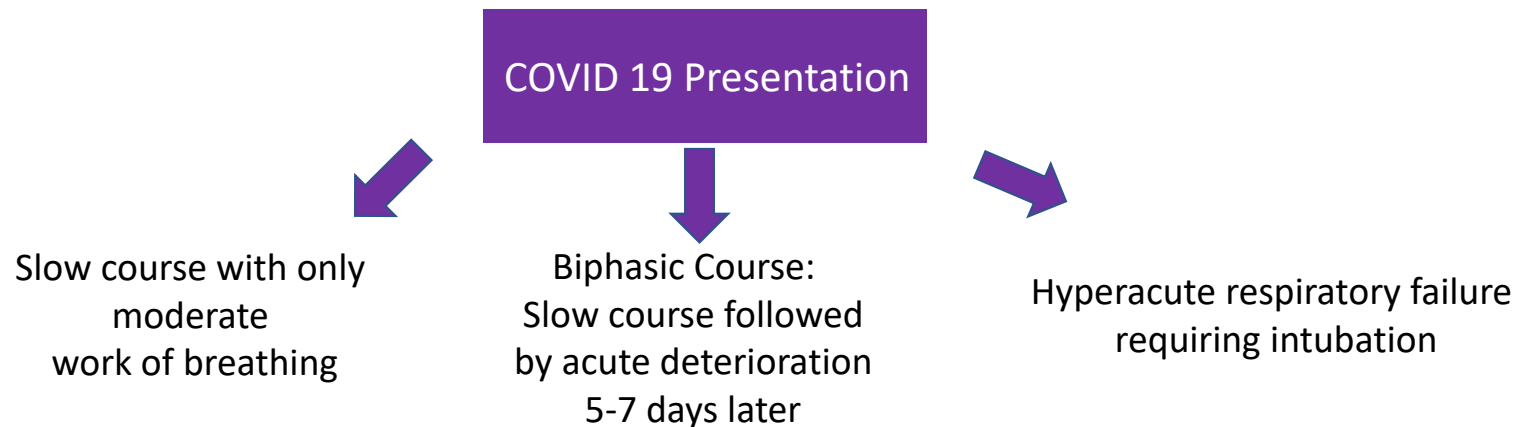 COVID 19 Presentation
Slow course with only
moderate
work of breathing
Biphasic Course:
Slow course followed
by acute deterioration
5-7 days later
Hyperacute respiratory failure
requiring intubation